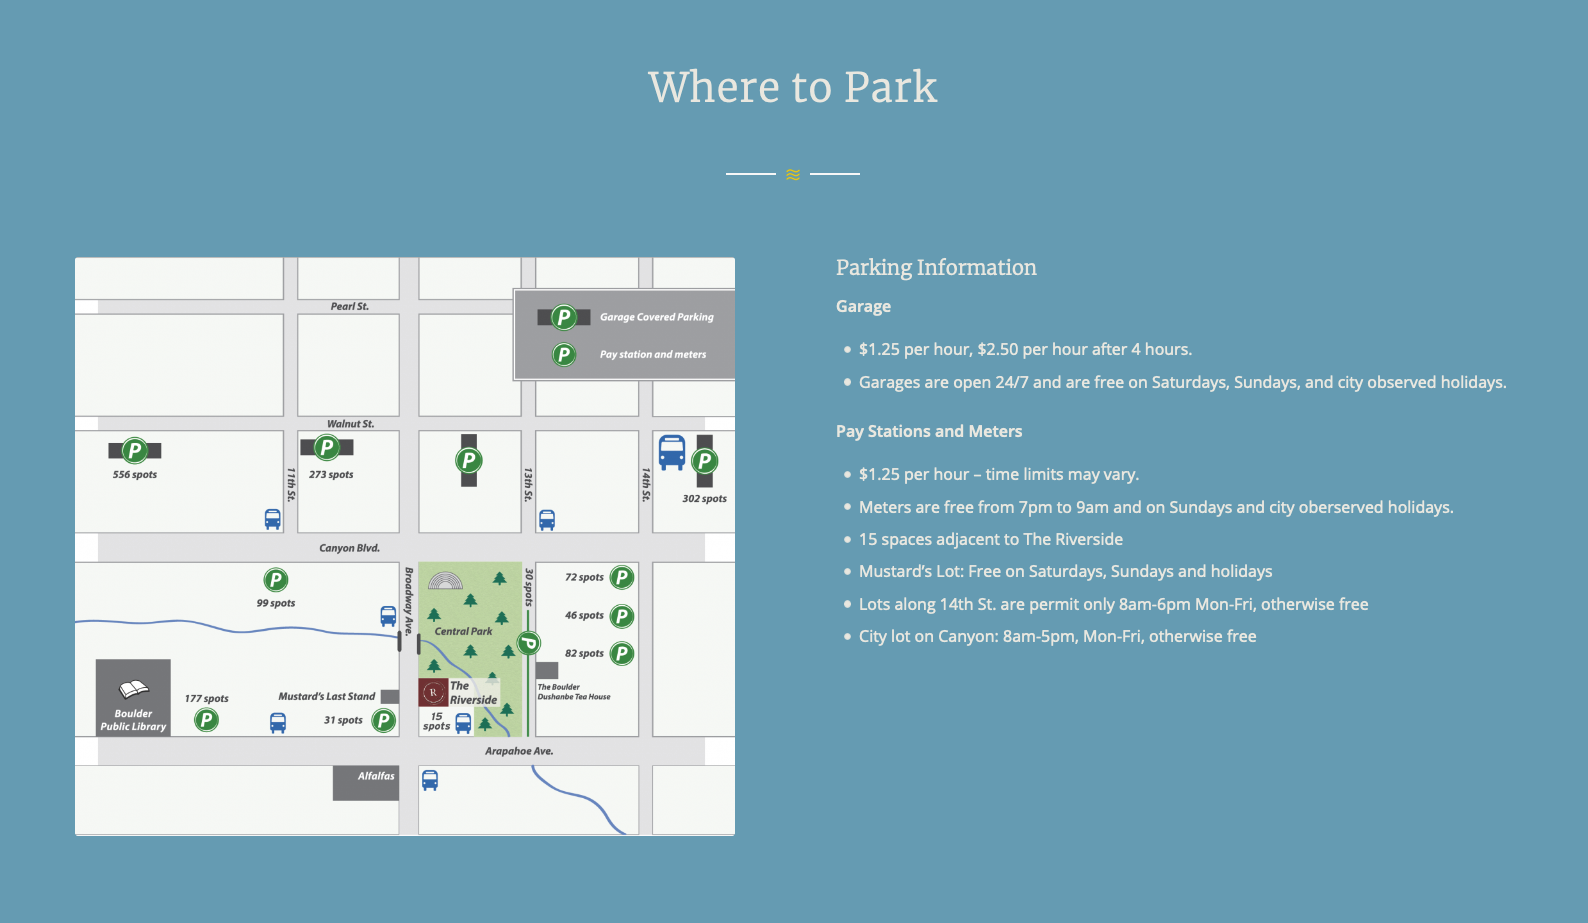 Where to Park
Pearl St.
P Garage Covered Parking
P Pay station and meters
Walnut St.
P
556 spots
P
273 spots
P
P
302 spots
11th St.
13th St.
14th St.
Canyon Blvd.
P
99 spots
Broadway Ave.
30 spots
72 spots P
46 spots P
82 spots P
Central Park
P
Mustard's Last Stand
31 spots P
177 spots
P
Boulder
Public Library
R The
Riverside
15
spots
The Boulder
Dushanbe Tea House
Arapahoe Ave.
Alfalfas
Parking Information
Garage
• $1.25 per hour, $2.50 per hour after 4 hours.
• Garages are open 24/7 and are free on Saturdays, Sundays, and city observed holidays.
Pay Stations and Meters
• $1.25 per hour – time limits may vary.
• Meters are free from 7pm to 9am and on Sundays and city oberserved holidays.
• 15 spaces adjacent to The Riverside
• Mustard’s Lot: Free on Saturdays, Sundays and holidays
• Lots along 14th St. are permit only 8am-6pm Mon-Fri, otherwise free
• City lot on Canyon: 8am-5pm, Mon-Fri, otherwise free